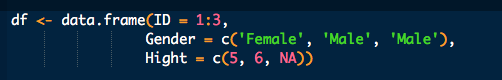 df <- data.frame(ID = 1:3,
Gender = c('Female', 'Male', 'Male'),
Hight = c(5, 6, NA))